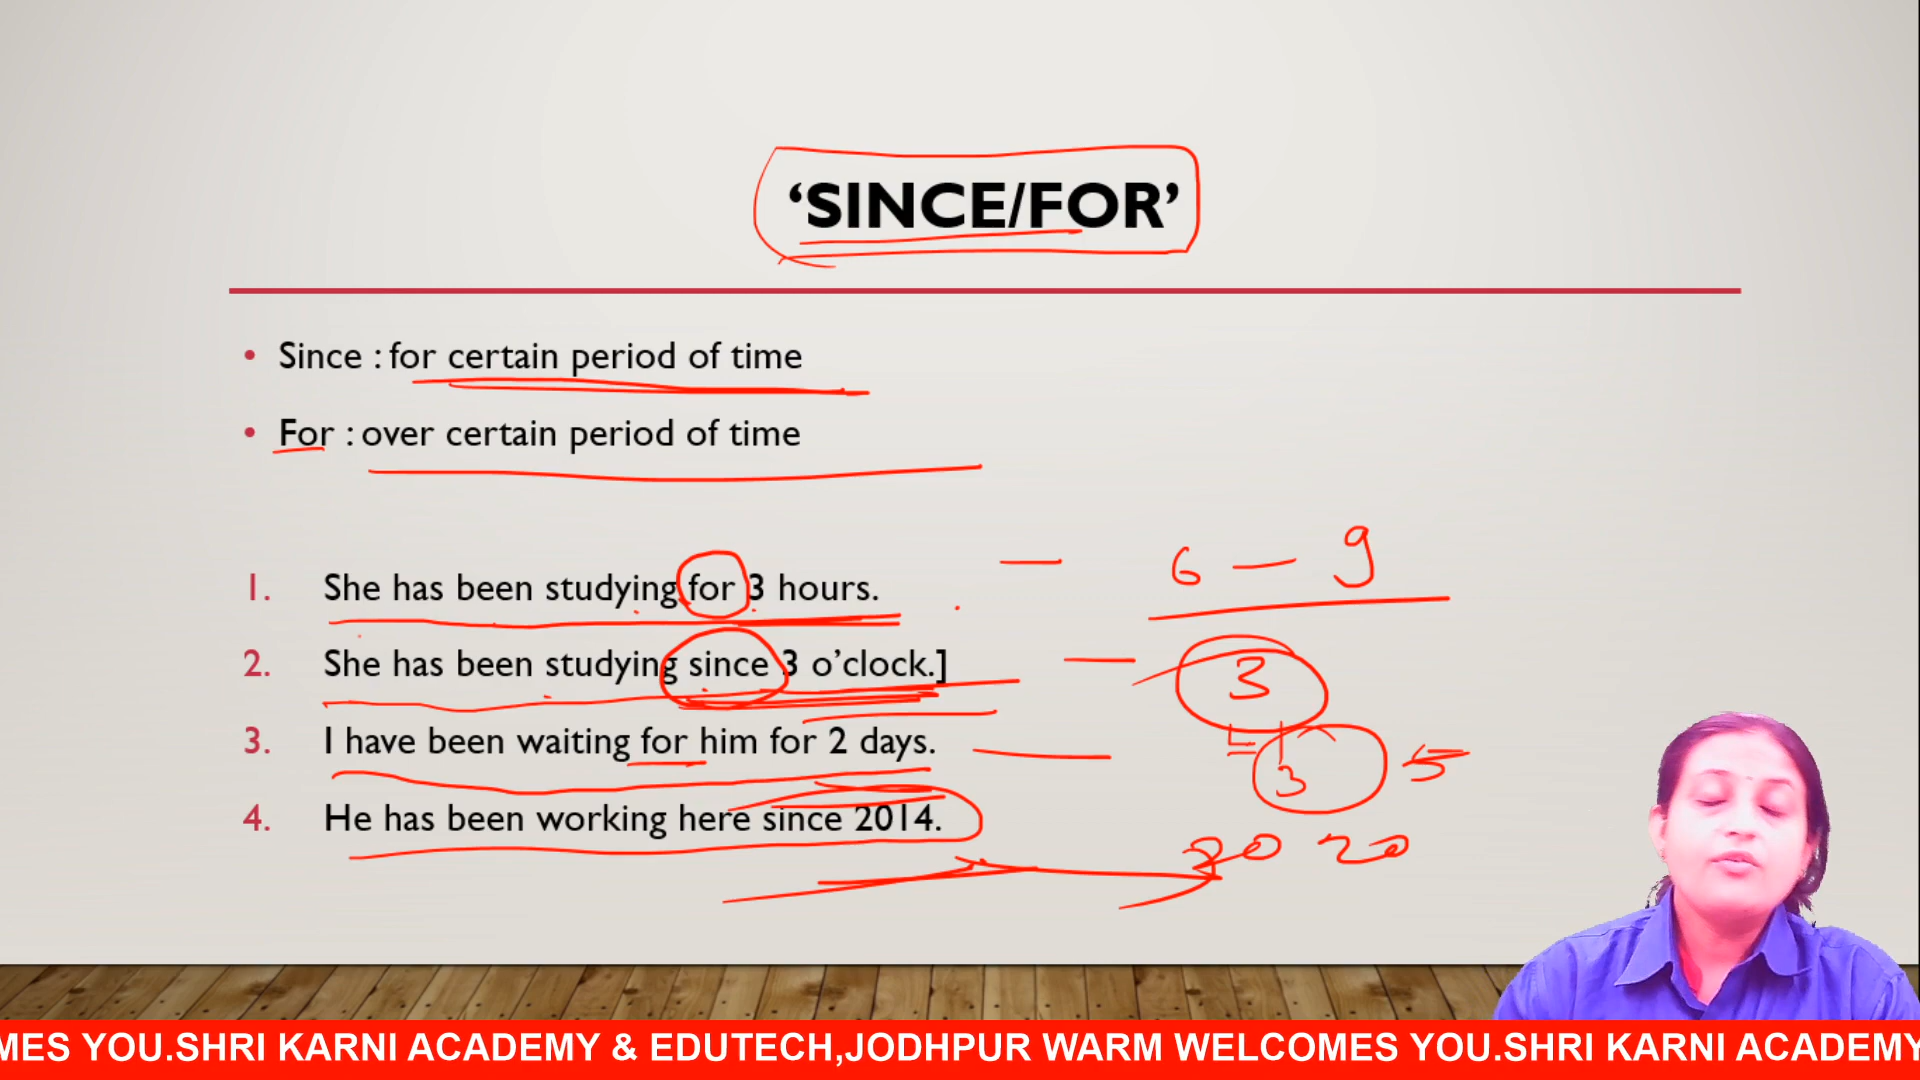 ‘SINCE/FOR’
• Since : for certain period of time
• For : over certain period of time
1. She has been studying for 3 hours. — 6 — 9
2. She has been studying since 3 o’clock.] — 3
3. I have been waiting for him for 2 days. — 3 5
4. He has been working here since 2014. 20 20
MES YOU.SHRI KARNI ACADEMY & EDUTECH,JODHPUR WARM WELCOMES YOU.SHRI KARNI ACADEMY